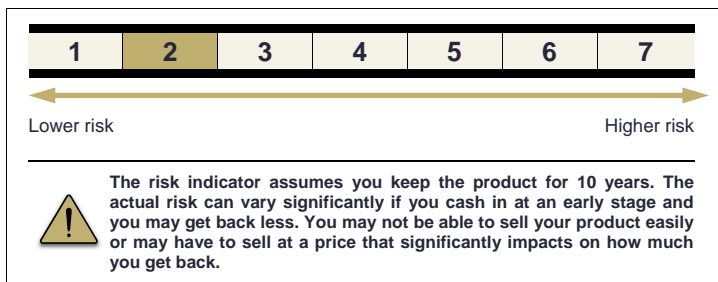 1 2 3 4 5 6 7
Lower risk Higher risk
The risk indicator assumes you keep the product for 10 years. The
actual risk can vary significantly if you cash in at an early stage and
you may get back less. You may not be able to sell your product easily
or may have to sell at a price that significantly impacts on how much
you get back.